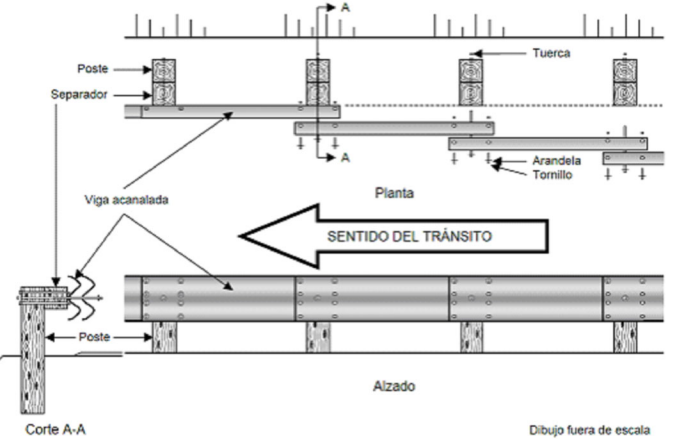 A
Tuerca
Poste
Separador
A
Arandela
Tornillo
Planta
Viga acanalada
SENTIDO DEL TRÁNSITO
Poste
Alzado
Corte A-A
Dibujo fuera de escala